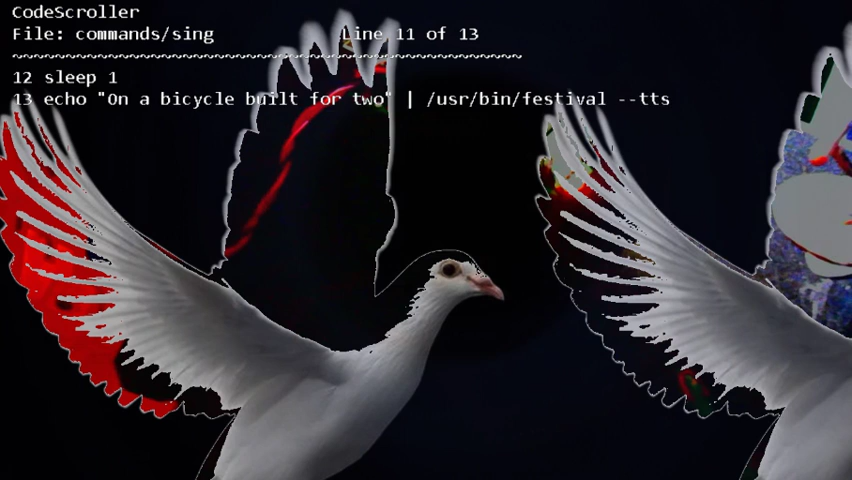 CodeScroller
File: commands/sing Line 11 of 13
~~~~~~~~~~~~~~~~~~~~~~~~~~~~~~~~~~~~~~~~~~~~~~~~~~~~~~~~~~~~
12 sleep 1
13 echo "On a bicycle built for two" | /usr/bin/festival --tts